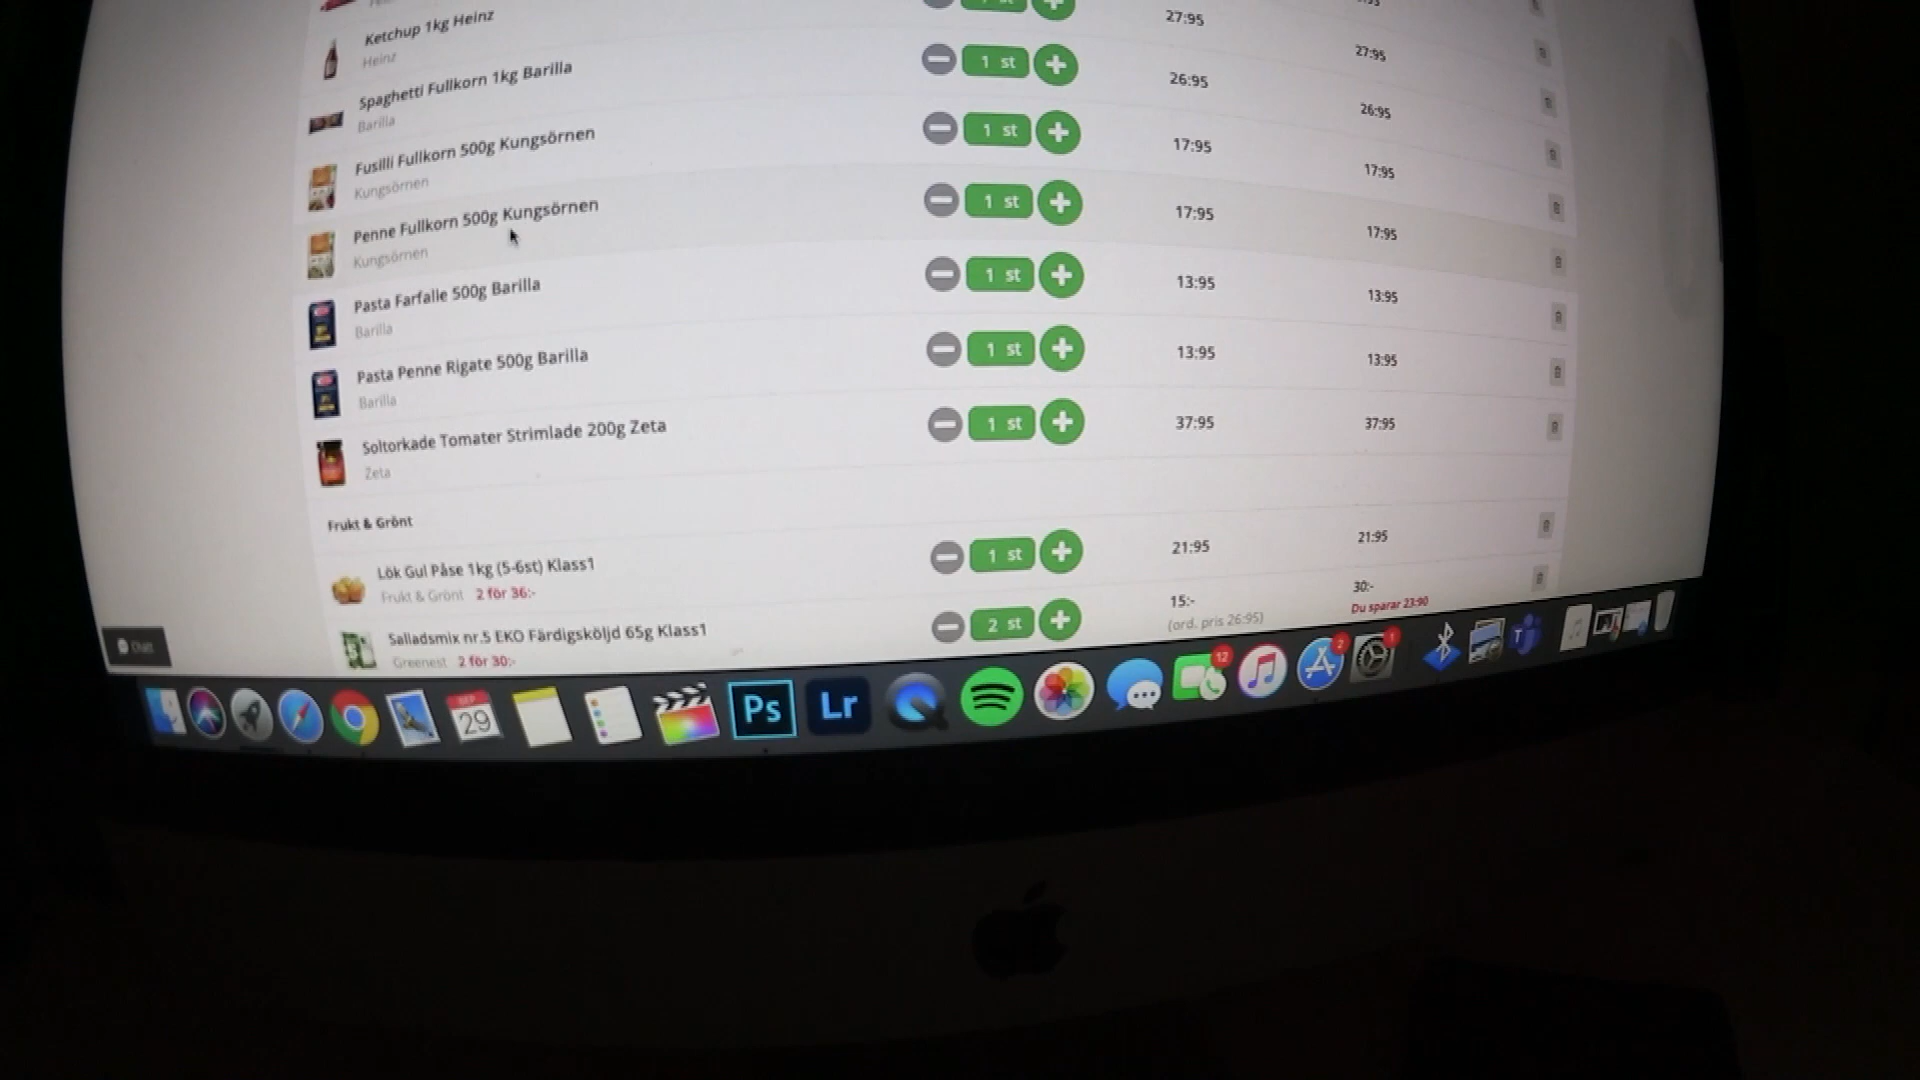 Ketchup 1kg Heinz
Heinz
27:95
27:95
Spaghetti Fullkorn 1kg Barilla
Barilla
1 st
26:95
26:95
Fusilli Fullkorn 500g Kungsörnen
Kungsörnen
1 st
17:95
17:95
Penne Fullkorn 500g Kungsörnen
Kungsörnen
1 st
17:95
17:95
Pasta Farfalle 500g Barilla
Barilla
1 st
13:95
13:95
Pasta Penne Rigate 500g Barilla
Barilla
1 st
13:95
13:95
Soltorkade Tomater Strimlade 200g Zeta
Zeta
1 st
37:95
37:95
Frukt & Grönt
Lök Gul Påse 1kg (5-6st) Klass1
Frukt & Grönt 2 för 36:-
1 st
21:95
21:95
Salladsmix nr.5 EKO Färdigsköljd 65g Klass1
Greenest 2 för 30:-
2 st
15:-
(ord. pris 26:95)
30:-
Du sparar 23:90
Chatt
SEP
29
Ps
Lr
12
2
1
T